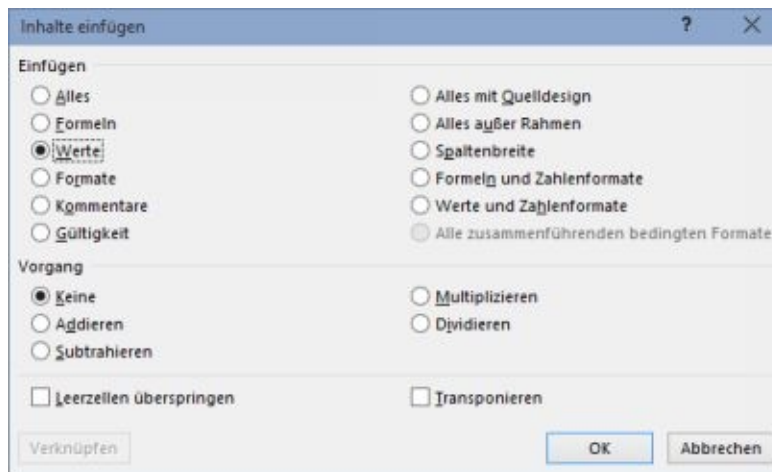 Inhalte einfügen ?
Einfügen
Alles
Formeln
Werte
Formate
Kommentare
Gültigkeit
Alles mit Quelldesign
Alles außer Rahmen
Spaltenbreite
Formeln und Zahlenformate
Werte und Zahlenformate
Alle zusammenführenden bedingten Formate
Vorgang
Keine
Addieren
Subtrahieren
Multiplizieren
Dividieren
Leerzellen überspringen
Transponieren
Verknüpfen
OK
Abbrechen